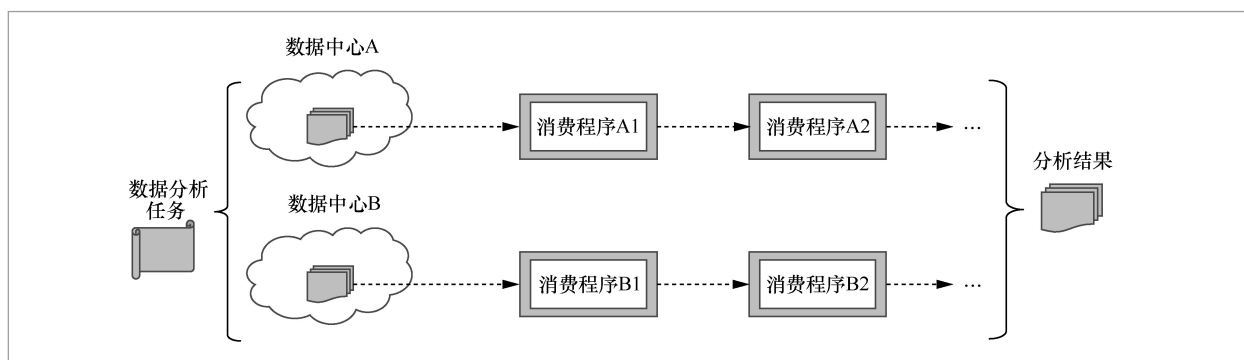 数据中心A
消费程序A1
消费程序A2
...
数据分析
任务
数据中心B
消费程序B1
消费程序B2
...
分析结果